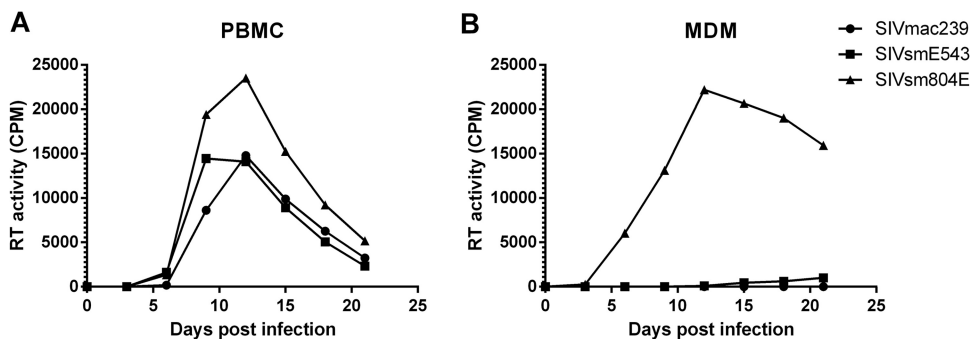 A
PBMC
RT activity (CPM)
25000
20000
15000
10000
5000
0
0 5 10 15 20 25
Days post infection
B
MDM
RT activity (CPM)
25000
20000
15000
10000
5000
0
0 5 10 15 20 25
Days post infection
SIVmac239
SIVsmE543
SIVsm804E